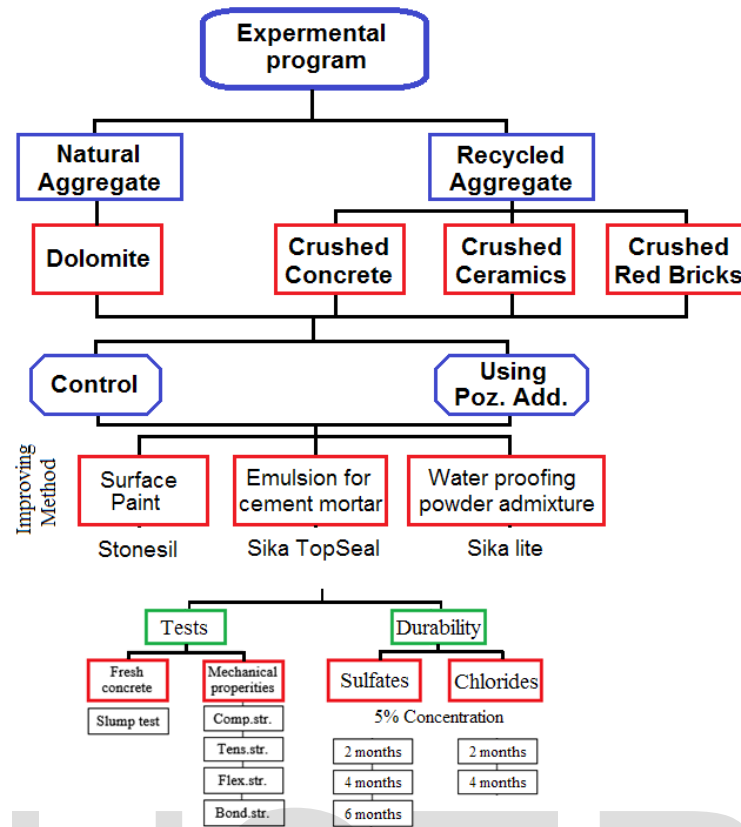 Expermental
program
Natural
Aggregate
Recycled
Aggregate
Dolomite
Crushed
Concrete
Crushed
Ceramics
Crushed
Red Bricks
Control
Using
Poz. Add.
Improving
Method
Surface
Paint
Emulsion for
cement mortar
Water proofing
powder admixture
Stonesil
Sika TopSeal
Sika lite
Tests
Durability
Fresh
concrete
Mechanical
properities
Sulfates
Chlorides
Slump test
Comp.str.
5% Concentration
Tens.str.
2 months
2 months
Flex.str.
4 months
4 months
Bond.str.
6 months